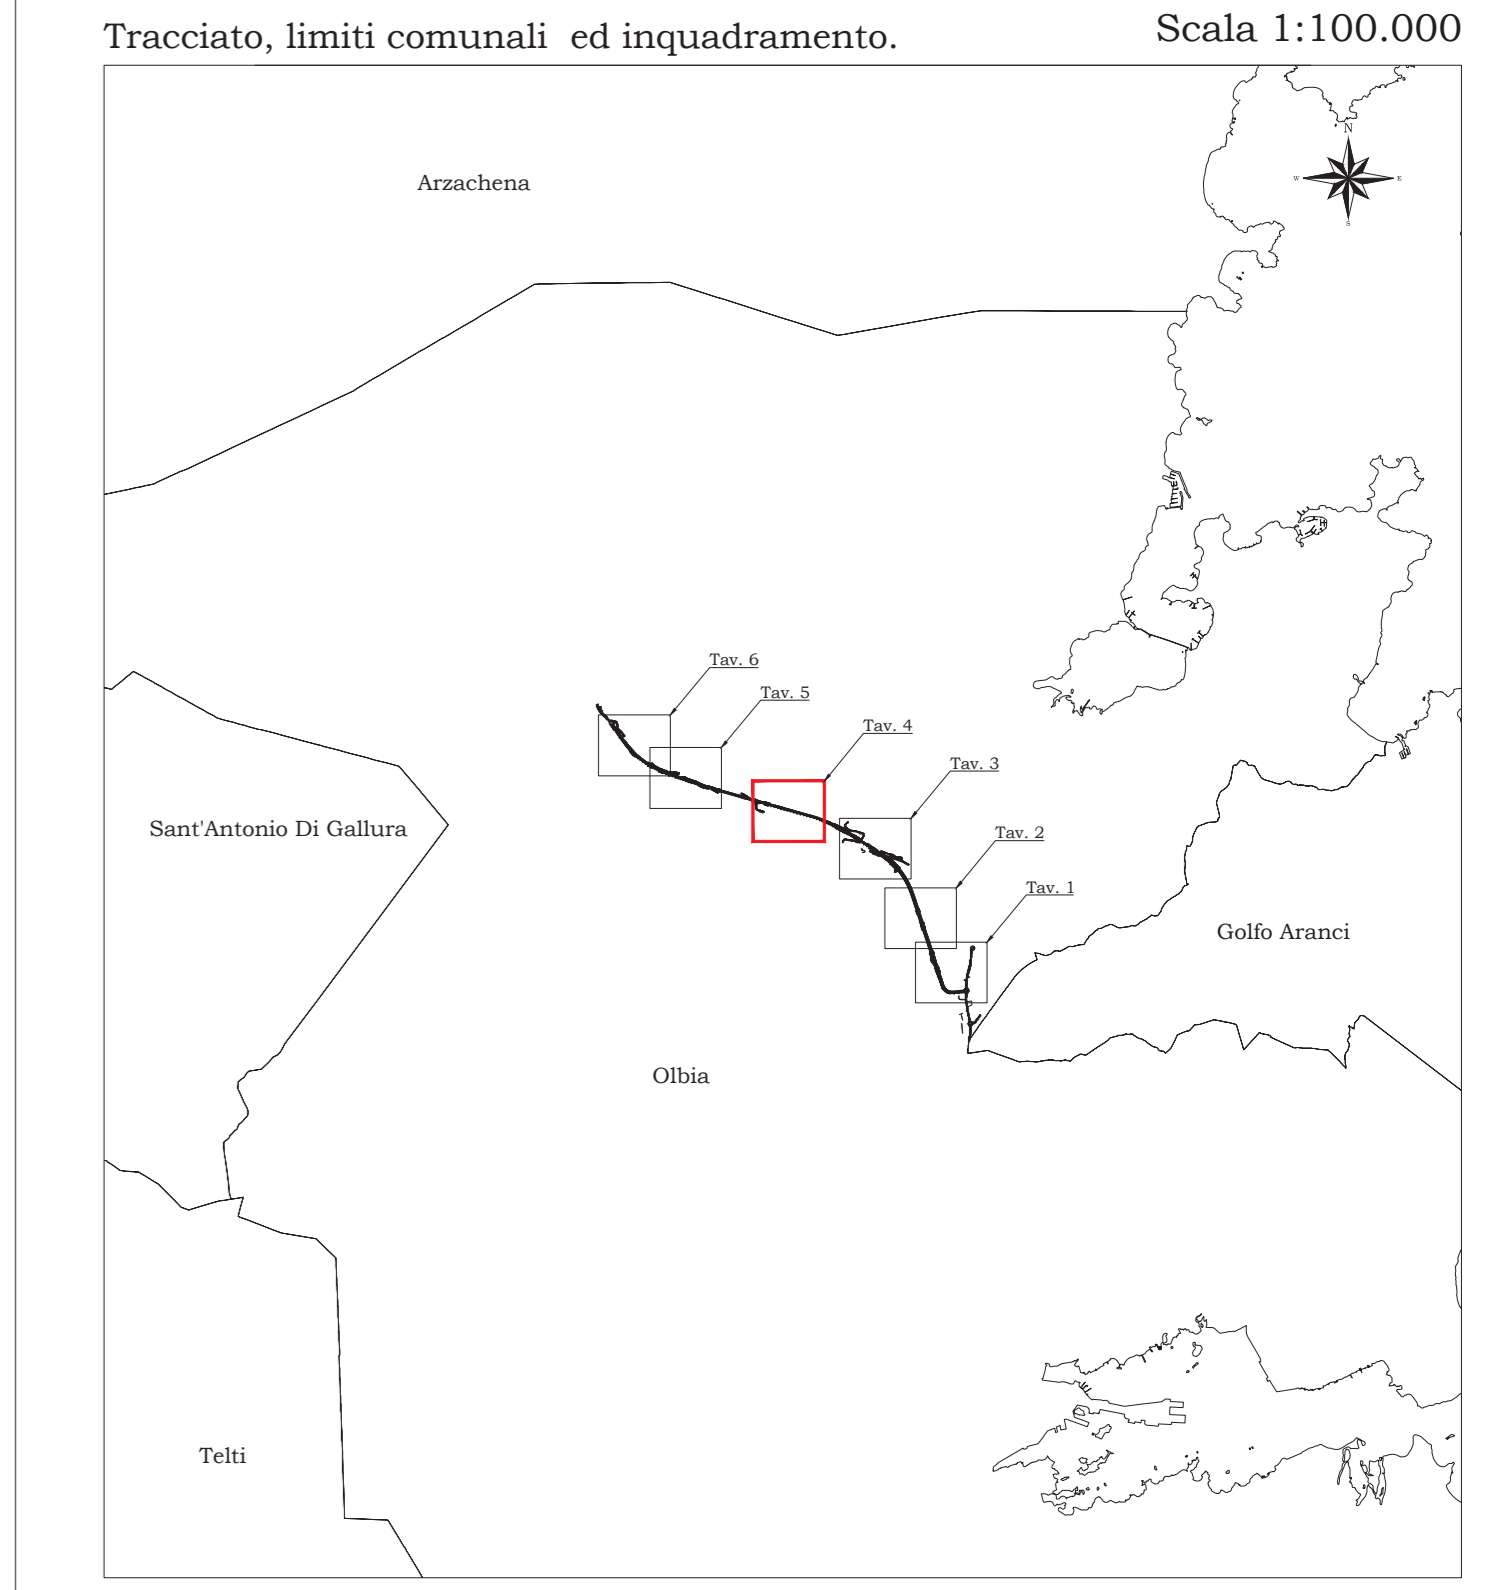 Tracciato, limiti comunali ed inquadramento.
Scala 1:100.000
N
W
E
S
Arzachena
Tav. 6
Tav. 5
Tav. 4
Tav. 3
Tav. 2
Tav. 1
Sant'Antonio Di Gallura
Golfo Aranci
Olbia
Telti